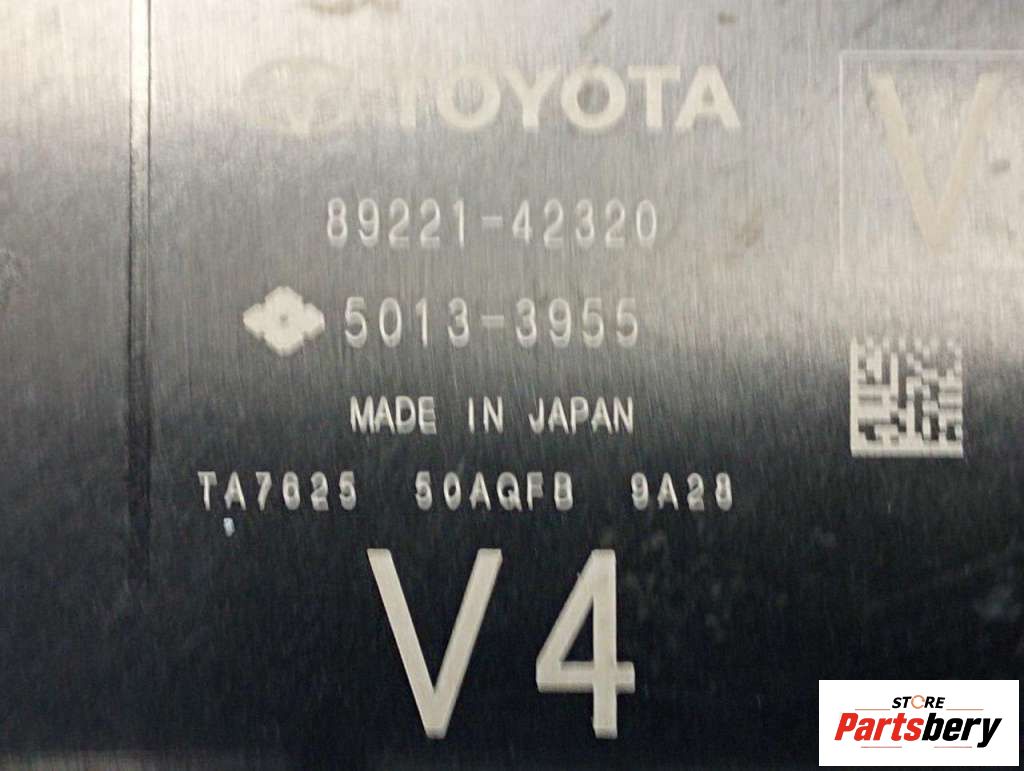 TOYOTA
V
89221-42320
5013-3955
MADE IN JAPAN
TA7625 50AQFB 9A28
V4
STORE
Partsbery